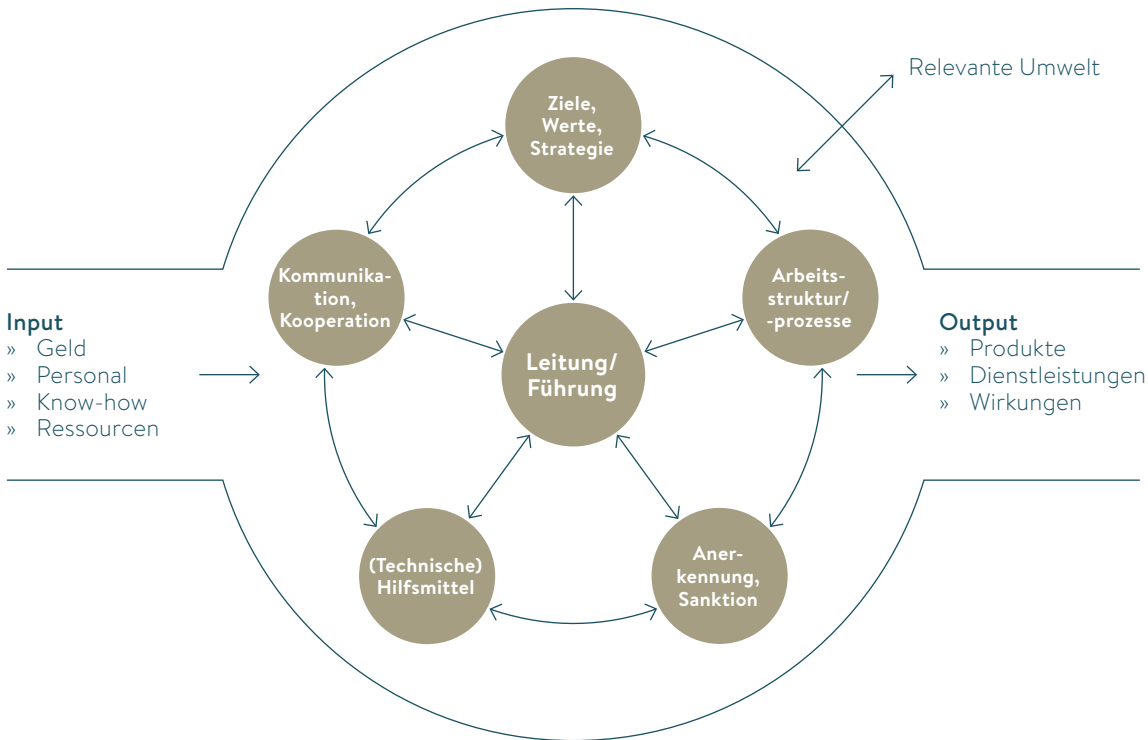 Relevante Umwelt
Ziele,
Werte,
Strategie
Kommunika-
tion,
Kooperation
Arbeits-
struktur/
-prozesse
Input
» Geld
» Personal
» Know-how
» Ressourcen
Leitung/
Führung
Output
» Produkte
» Dienstleistungen
» Wirkungen
(Technische)
Hilfsmittel
Aner-
kennung,
Sanktion